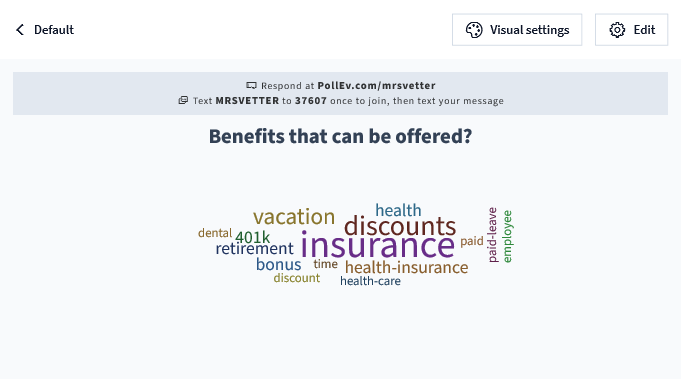 Default
Visual settings
Edit
Respond at PollEv.com/mrsvetter
Text MRSVETTER to 37607 once to join, then text your message
Benefits that can be offered?
vacation
health
discounts
dental
401k
insurance
paid
paid-leave
employee
retirement
bonus
time
health-insurance
discount
health-care